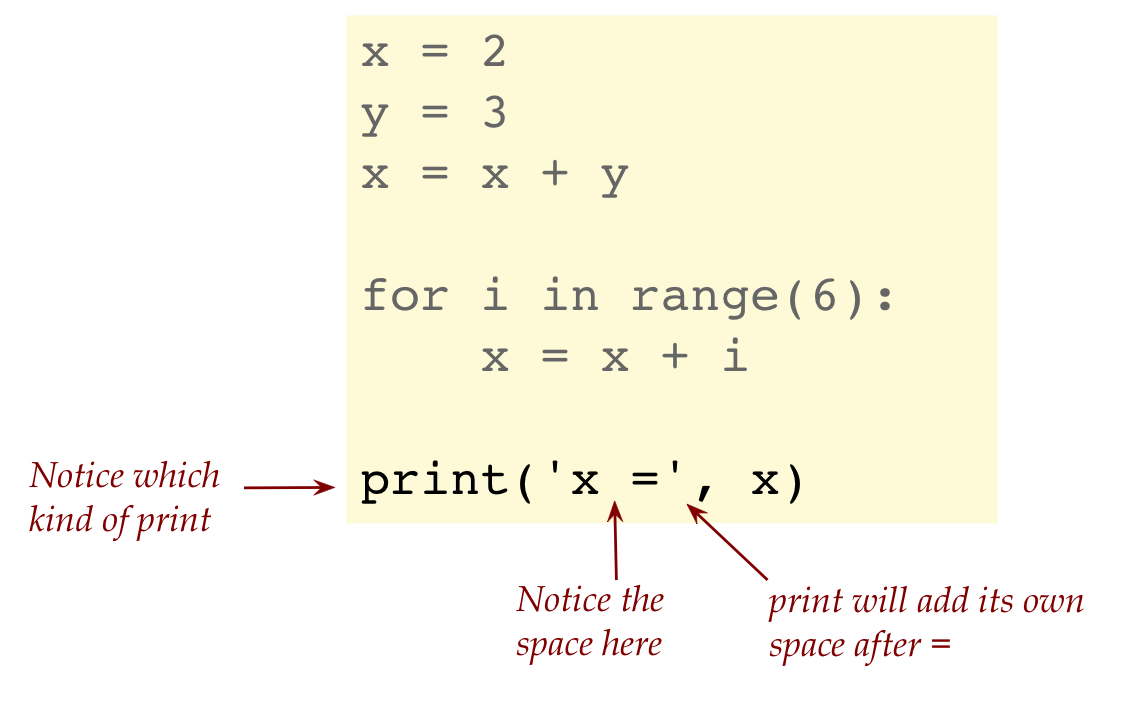 x = 2
y = 3
x = x + y
for i in range(6):
    x = x + i
print('x =', x)
Notice which
kind of print
Notice the
space here
print will add its own
space after =